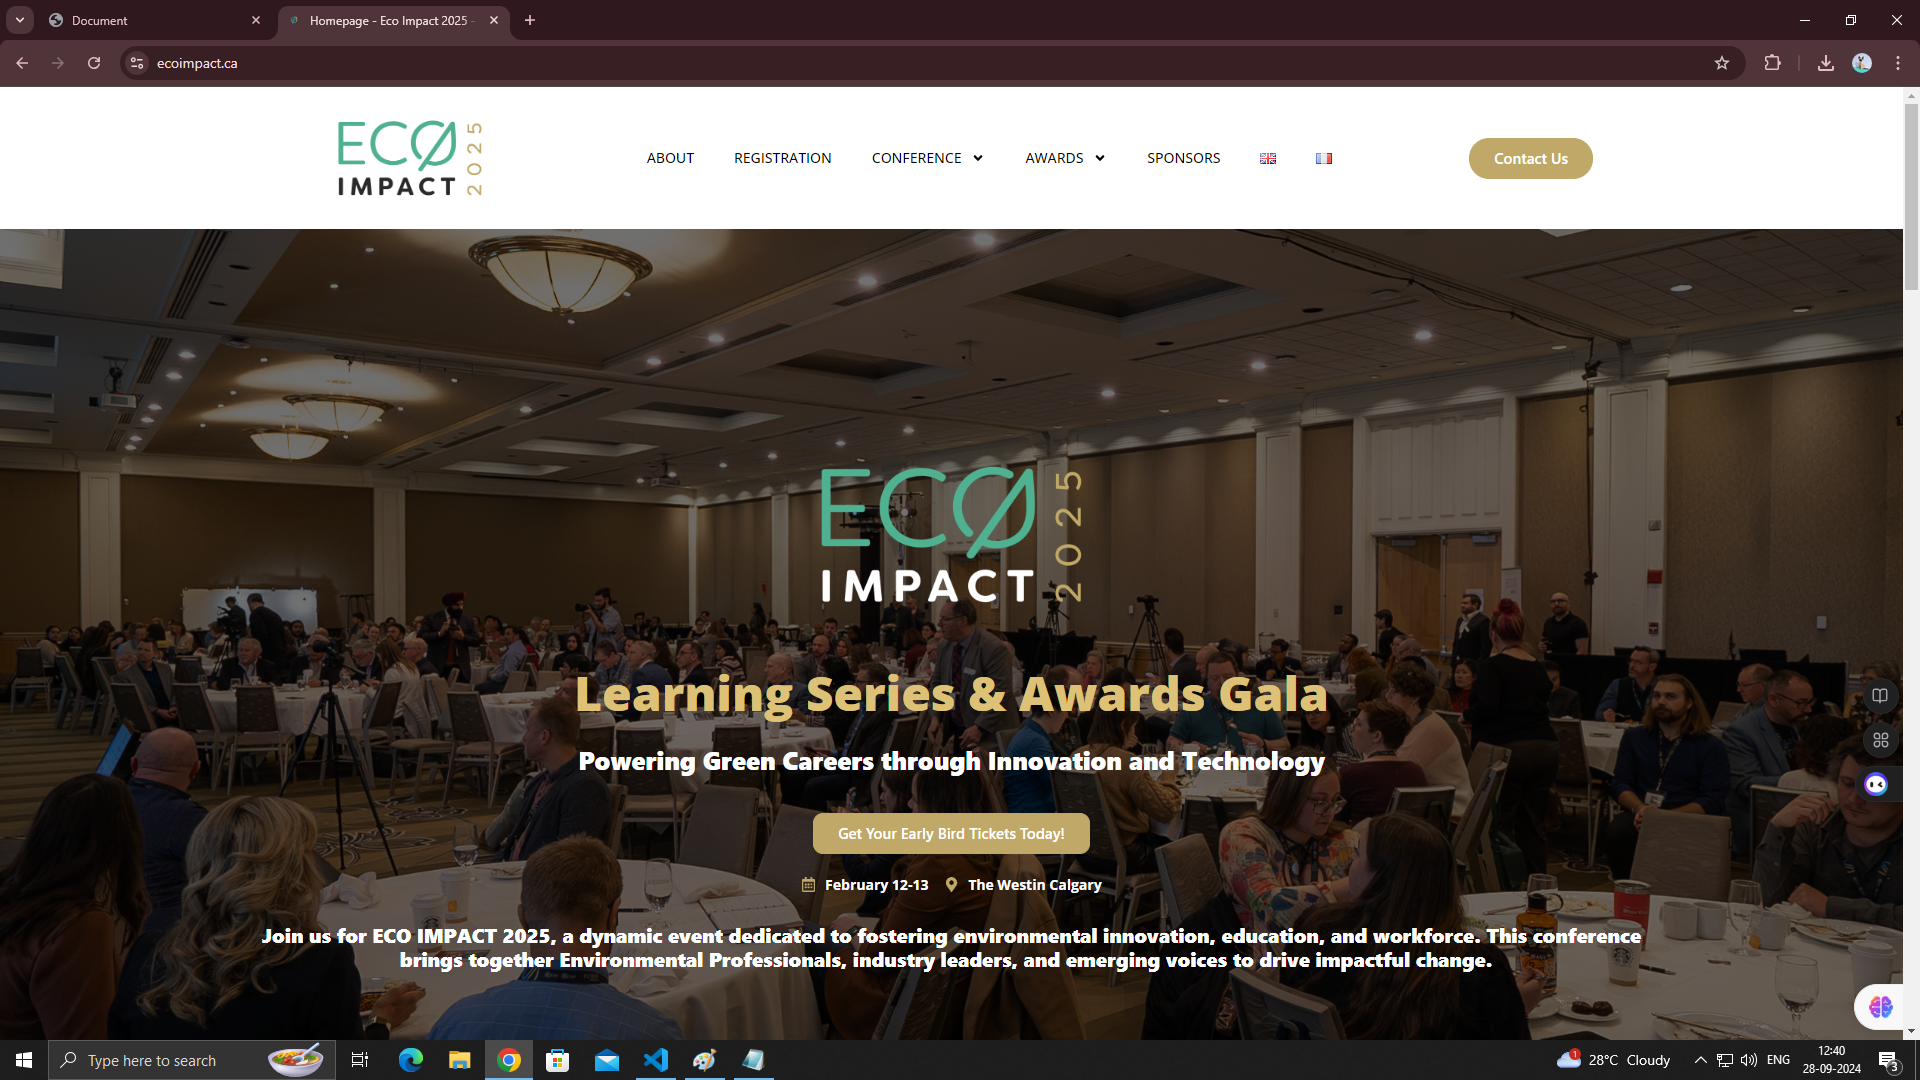 Document
Homepage - Eco Impact 2025 -
ecoimpact.ca
ECO
IMPACT
2025
ABOUT
REGISTRATION
CONFERENCE
AWARDS
SPONSORS
Contact Us
ECO
IMPACT
2025
Learning Series & Awards Gala
Powering Green Careers through Innovation and Technology
Get Your Early Bird Tickets Today!
February 12-13
The Westin Calgary
Join us for ECO IMPACT 2025, a dynamic event dedicated to fostering environmental innovation, education, and workforce. This conference
brings together Environmental Professionals, industry leaders, and emerging voices to drive impactful change.
Type here to search
1
28°C Cloudy
ENG
12:40
28-09-2024
3